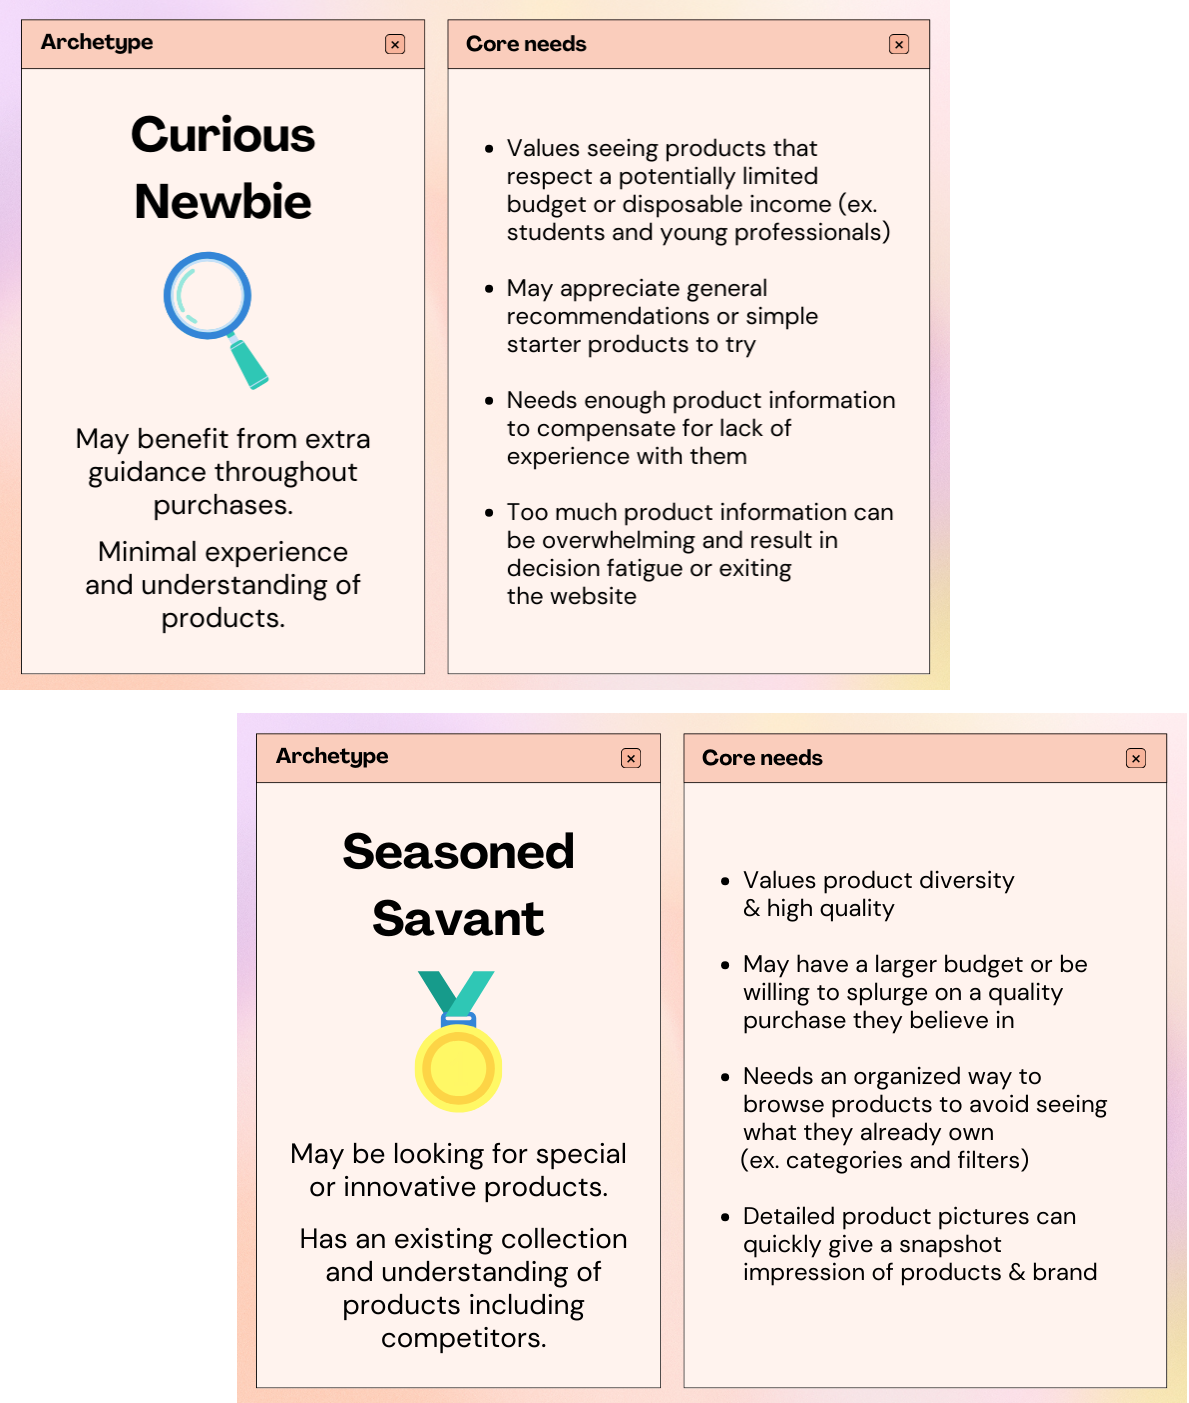 Archetype
Curious
Newbie
May benefit from extra
guidance throughout
purchases.
Minimal experience
and understanding of
products.
Core needs
• Values seeing products that
respect a potentially limited
budget or disposable income (ex.
students and young professionals)
• May appreciate general
recommendations or simple
starter products to try
• Needs enough product information
to compensate for lack of
experience with them
• Too much product information can
be overwhelming and result in
decision fatigue or exiting
the website
Archetype
Seasoned
Savant
May be looking for special
or innovative products.
Has an existing collection
and understanding of
products including
competitors.
Core needs
• Values product diversity
& high quality
• May have a larger budget or be
willing to splurge on a quality
purchase they believe in
• Needs an organized way to
browse products to avoid seeing
what they already own
(ex. categories and filters)
• Detailed product pictures can
quickly give a snapshot
impression of products & brand